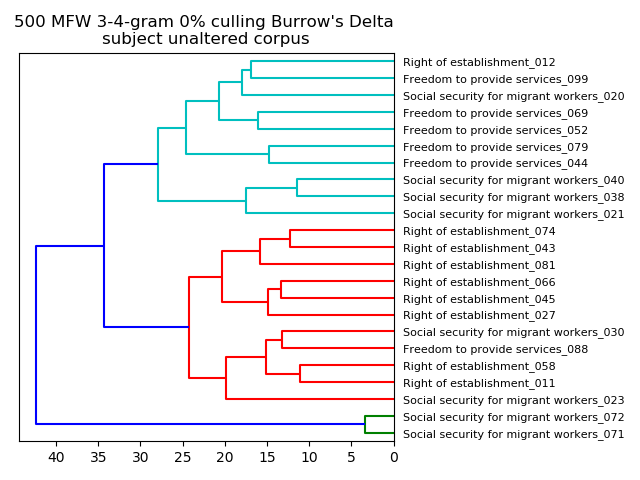 500 MFW 3-4-gram 0% culling Burrow's Delta
subject unaltered corpus
Right of establishment_012
Freedom to provide services_099
Social security for migrant workers_020
Freedom to provide services_069
Freedom to provide services_052
Freedom to provide services_079
Freedom to provide services_044
Social security for migrant workers_040
Social security for migrant workers_038
Social security for migrant workers_021
Right of establishment_074
Right of establishment_043
Right of establishment_081
Right of establishment_066
Right of establishment_045
Right of establishment_027
Social security for migrant workers_030
Freedom to provide services_088
Right of establishment_058
Right of establishment_011
Social security for migrant workers_023
Social security for migrant workers_072
Social security for migrant workers_071
40 35 30 25 20 15 10 5 0